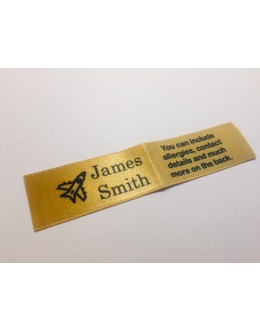 James
Smith
You can include
allergies, contact
details and much
more on the back.